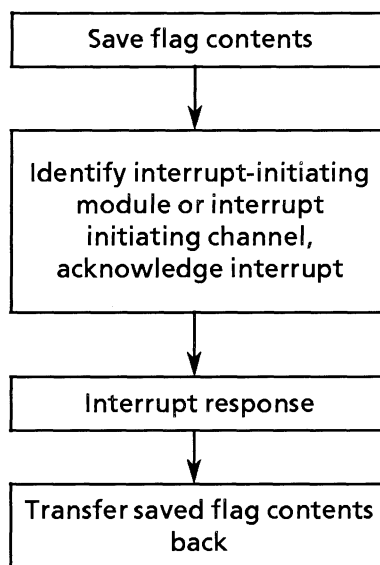 Save flag contents
Identify interrupt-initiating
module or interrupt
initiating channel,
acknowledge interrupt
Interrupt response
Transfer saved flag contents
back